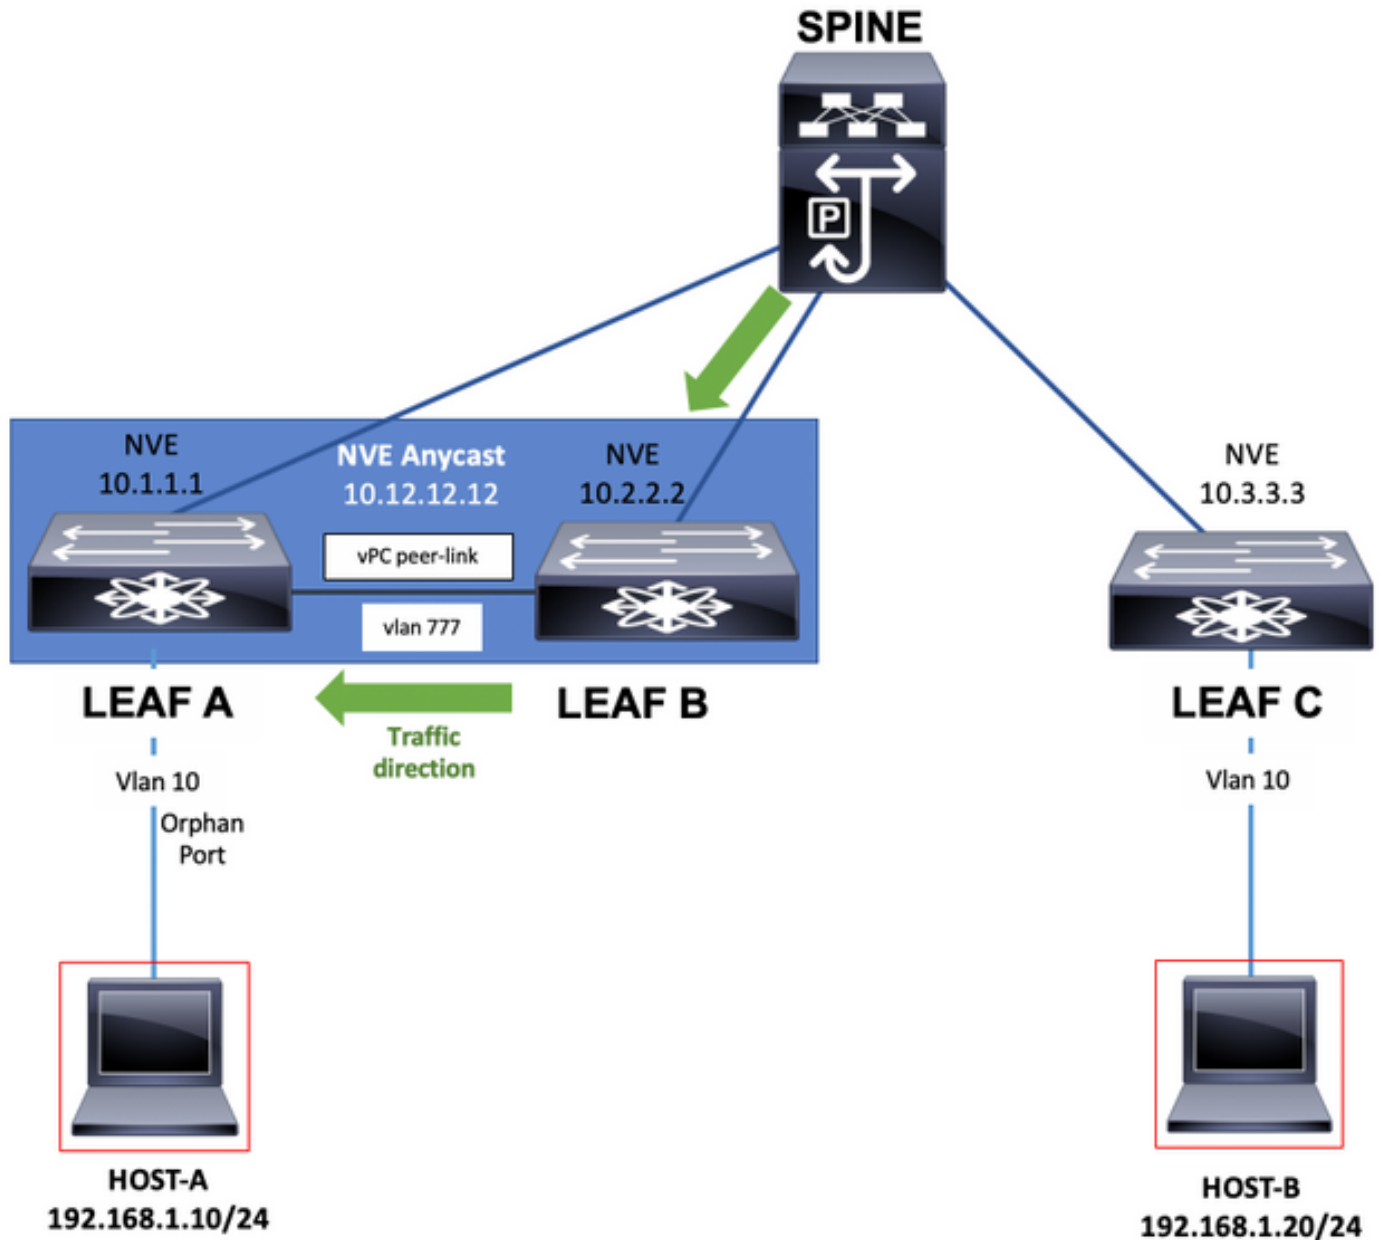 SPINE
P
NVE
10.1.1.1
NVE Anycast
10.12.12.12
NVE
10.2.2.2
NVE
10.3.3.3
vPC peer-link
vlan 777
LEAF A
LEAF B
LEAF C
Traffic
direction
Vlan 10
Vlan 10
Orphan
Port
HOST-A
192.168.1.10/24
HOST-B
192.168.1.20/24